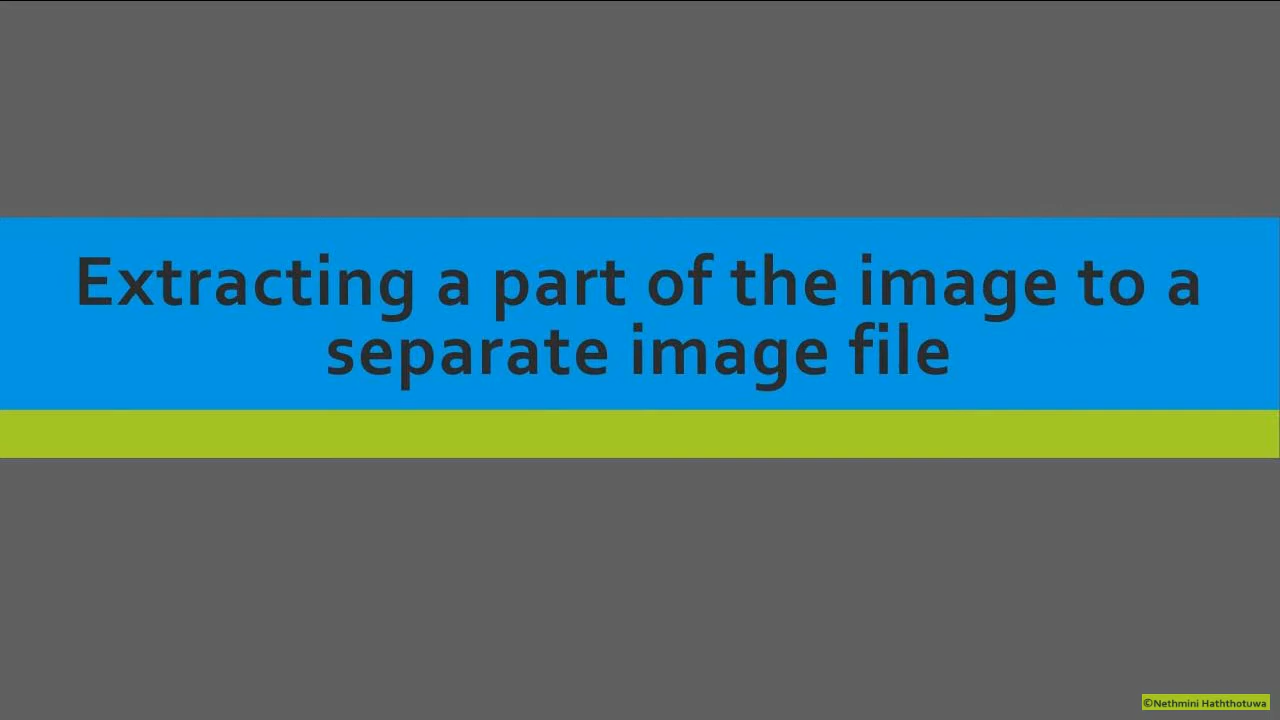 Extracting a part of the image to a
separate image file
©Nethmini Haththotuwa